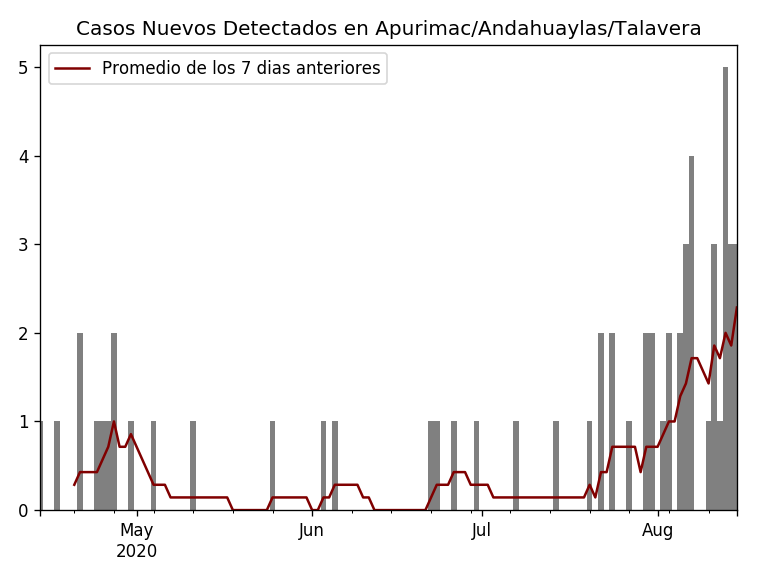 Casos Nuevos Detectados en Apurimac/Andahuaylas/Talavera
Promedio de los 7 dias anteriores
5
4
3
2
1
0
May
2020
Jun
Jul
Aug